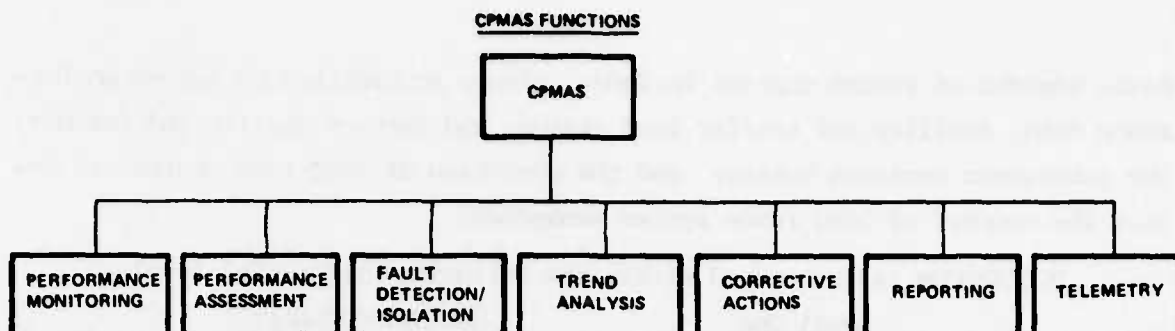 CPMAS FUNCTIONS
CPMAS
PERFORMANCE
MONITORING
PERFORMANCE
ASSESSMENT
FAULT
DETECTION/
ISOLATION
TREND
ANALYSIS
CORRECTIVE
ACTIONS
REPORTING
TELEMETRY